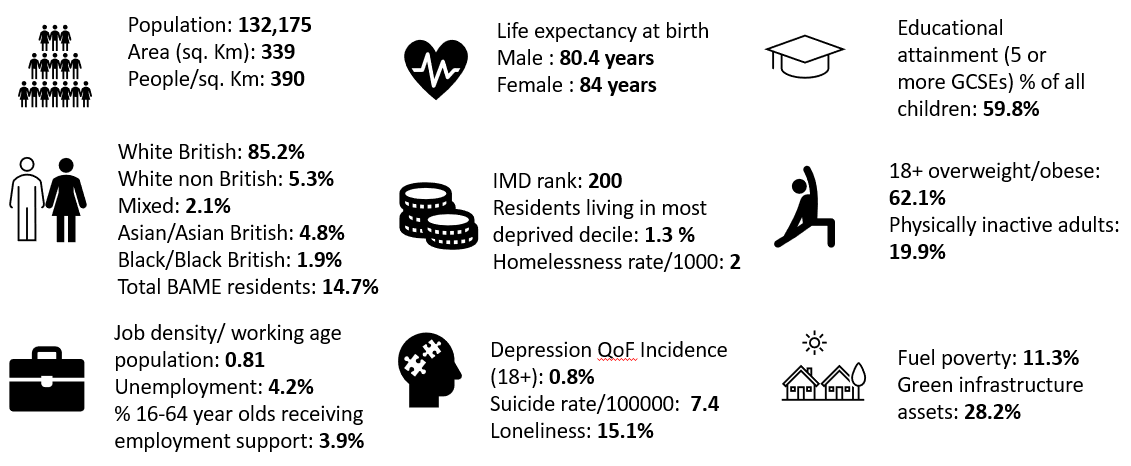 Population: 132,175
Area (sq. Km): 339
People/sq. Km: 390
Life expectancy at birth
Male : 80.4 years
Female : 84 years
Educational
attainment (5 or
more GCSEs) % of all
children: 59.8%
White British: 85.2%
White non British: 5.3%
Mixed: 2.1%
Asian/Asian British: 4.8%
Black/Black British: 1.9%
Total BAME residents: 14.7%
IMD rank: 200
Residents living in most
deprived decile: 1.3 %
Homelessness rate/1000: 2
18+ overweight/obese:
62.1%
Physically inactive adults:
19.9%
Job density/ working age
population: 0.81
Unemployment: 4.2%
% 16-64 year olds receiving
employment support: 3.9%
Depression QoF Incidence
(18+): 0.8%
Suicide rate/100000: 7.4
Loneliness: 15.1%
Fuel poverty: 11.3%
Green infrastructure
assets: 28.2%